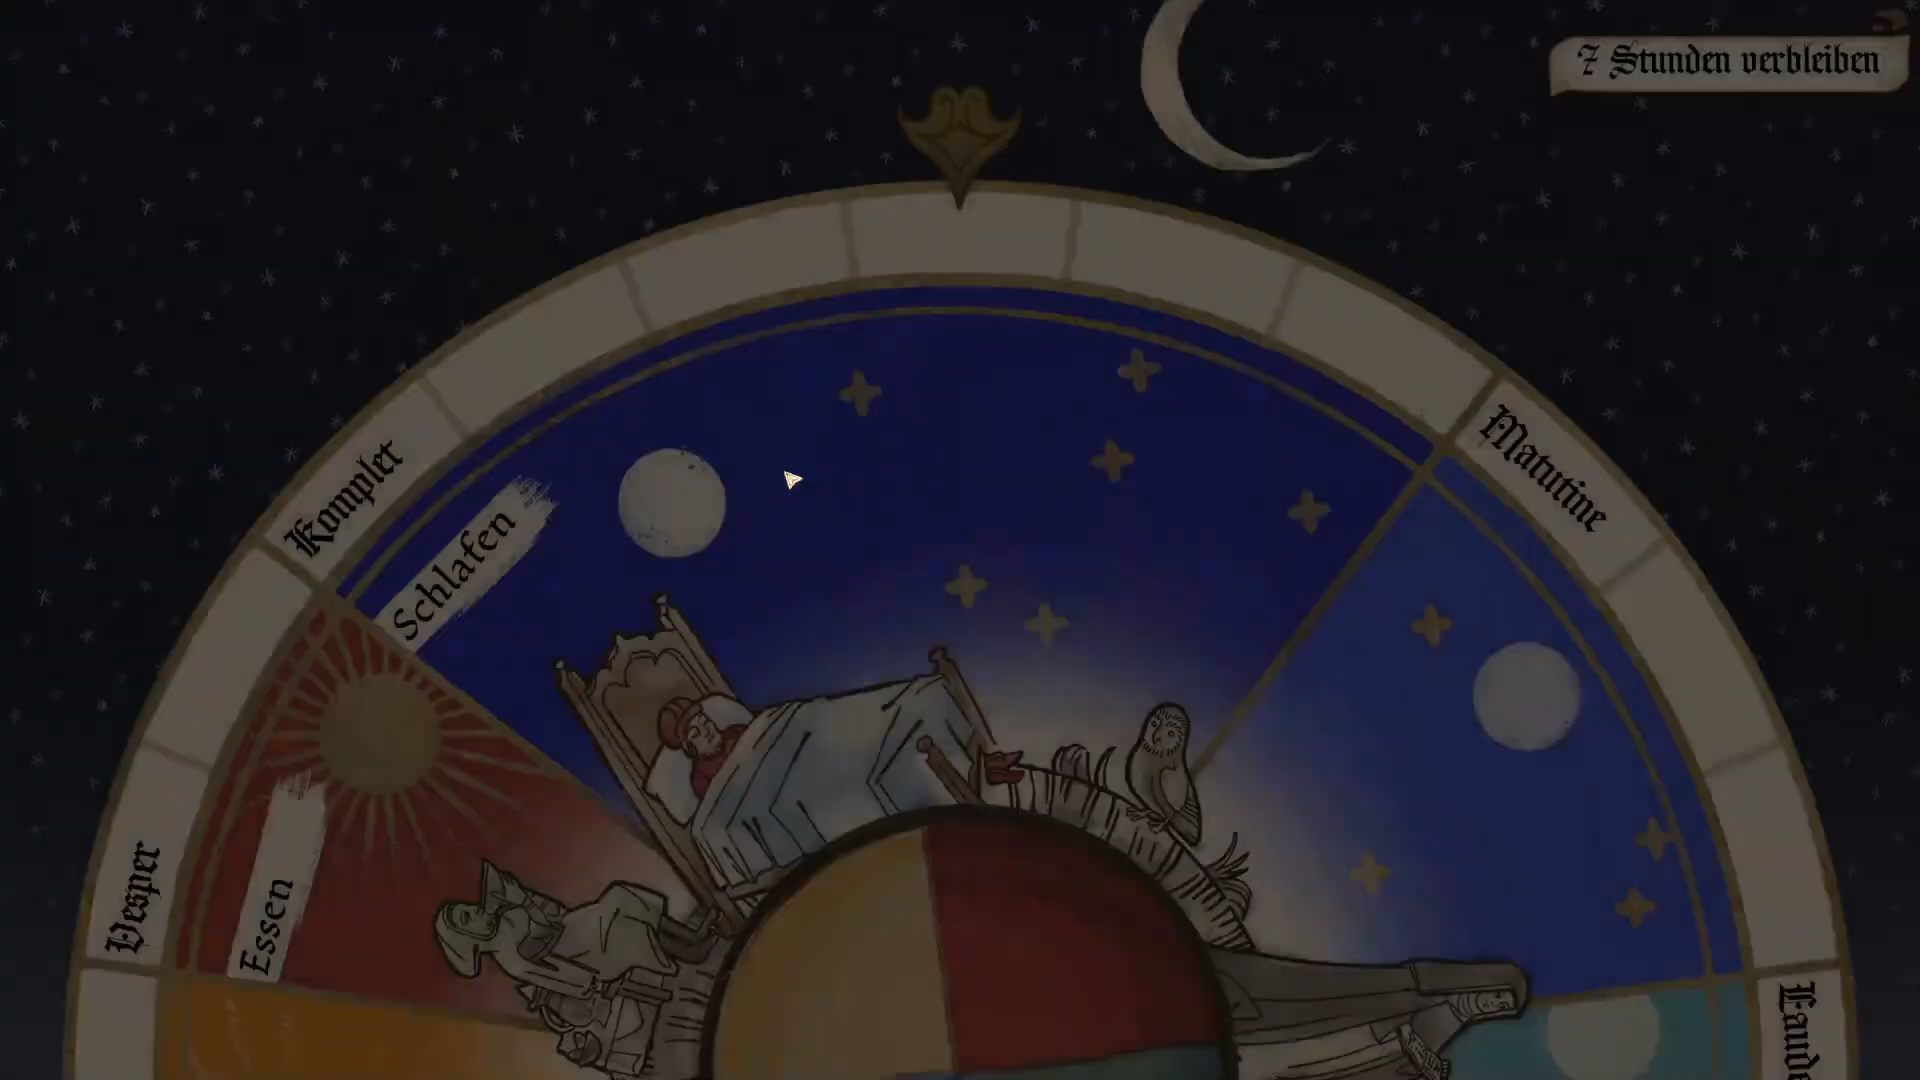 7 Stunden verbleiben
Komplet
Matutine
Schlafen
Vesper
Essen